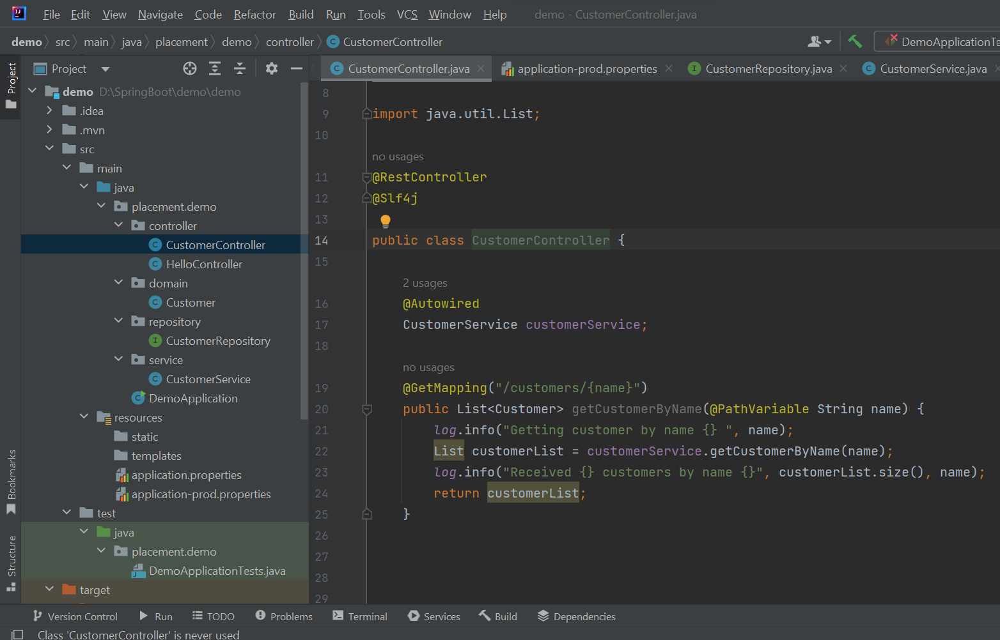 File Edit View Navigate Code Refactor Build Run Tools VCS Window Help demo - CustomerController.java
demo src main java placement demo controller CustomerController
Project
CustomerController.java application-prod.properties CustomerRepository.java CustomerService.java
Project
demo D:\SpringBoot\demo\demo
.idea
.mvn
src
main
java
placement.demo
controller
CustomerController
HelloController
domain
Customer
repository
CustomerRepository
service
CustomerService
DemoApplication
resources
static
templates
application.properties
application-prod.properties
test
java
placement.demo
DemoApplicationTests.java
target
Bookmarks
Structure
8
9 import java.util.List;
10
no usages
11 @RestController
12 @Slf4j
13
14 public class CustomerController {
15
2 usages
16 @Autowired
17 CustomerService customerService;
18
no usages
19 @GetMapping("/customers/{name}")
20 public List<Customer> getCustomerByName(@PathVariable String name) {
21 log.info("Getting customer by name {} ", name);
22 List customerList = customerService.getCustomerByName(name);
23 log.info("Received {} customers by name {}", customerList.size(), name);
24 return customerList;
25 }
26
27
28
29
Version Control Run TODO Problems Terminal Services Build Dependencies
Class 'CustomerController' is never used